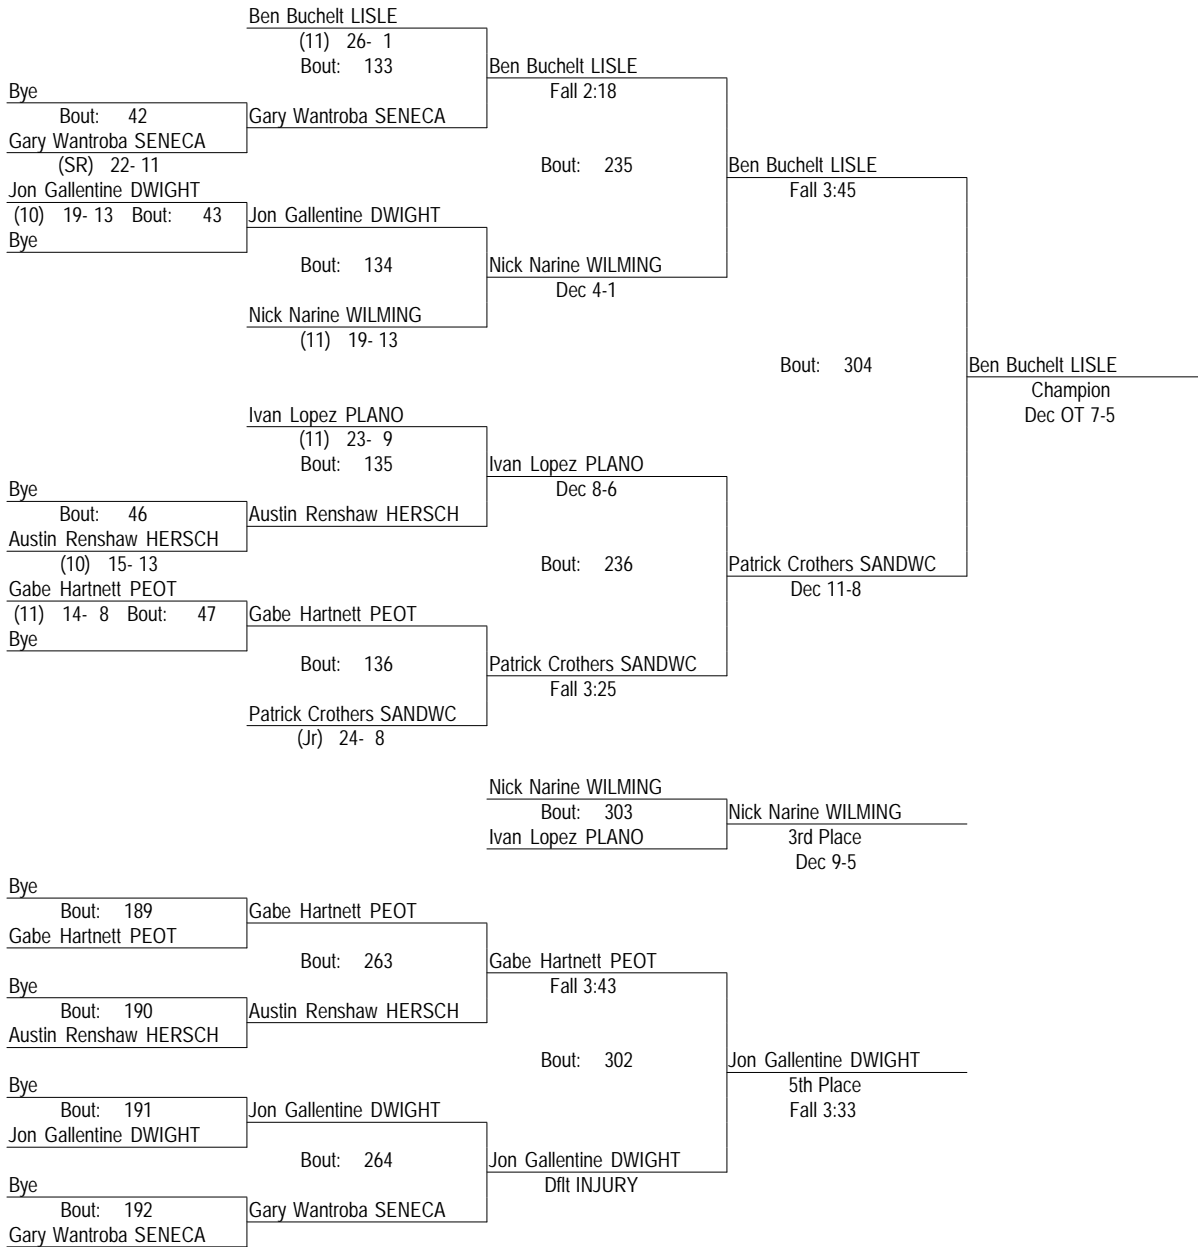 Ben Buchelt LISLE
(11) 26- 1
Bout: 133
Ben Buchelt LISLE
Fall 2:18
Bye
Bout: 42
Gary Wantroba SENECA
Gary Wantroba SENECA
(SR) 22- 11
Bout: 235
Ben Buchelt LISLE
Fall 3:45
Jon Gallentine DWIGHT
(10) 19- 13 Bout: 43
Jon Gallentine DWIGHT
Bye
Bout: 134
Nick Narine WILMING
Dec 4-1
Nick Narine WILMING
(11) 19- 13
Bout: 304
Ben Buchelt LISLE
Champion
Dec OT 7-5
Ivan Lopez PLANO
(11) 23- 9
Bout: 135
Ivan Lopez PLANO
Dec 8-6
Bye
Bout: 46
Austin Renshaw HERSCH
Austin Renshaw HERSCH
(10) 15- 13
Bout: 236
Patrick Crothers SANDWC
Dec 11-8
Gabe Hartnett PEOT
(11) 14- 8 Bout: 47
Gabe Hartnett PEOT
Bye
Bout: 136
Patrick Crothers SANDWC
Fall 3:25
Patrick Crothers SANDWC
(Jr) 24- 8
Nick Narine WILMING
Bout: 303
Nick Narine WILMING
Ivan Lopez PLANO
3rd Place
Dec 9-5
Bye
Bout: 189
Gabe Hartnett PEOT
Gabe Hartnett PEOT
Bout: 263
Gabe Hartnett PEOT
Fall 3:43
Bye
Bout: 190
Austin Renshaw HERSCH
Austin Renshaw HERSCH
Bout: 302
Jon Gallentine DWIGHT
5th Place
Fall 3:33
Bye
Bout: 191
Jon Gallentine DWIGHT
Jon Gallentine DWIGHT
Bout: 264
Jon Gallentine DWIGHT
Dflt INJURY
Bye
Bout: 192
Gary Wantroba SENECA
Gary Wantroba SENECA